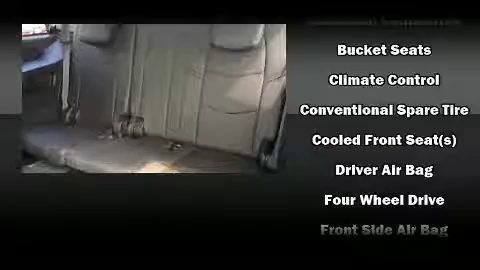 Bucket Seats
Climate Control
Conventional Spare Tire
Cooled Front Seat(s)
Driver Air Bag
Four Wheel Drive
Front Side Air Bag